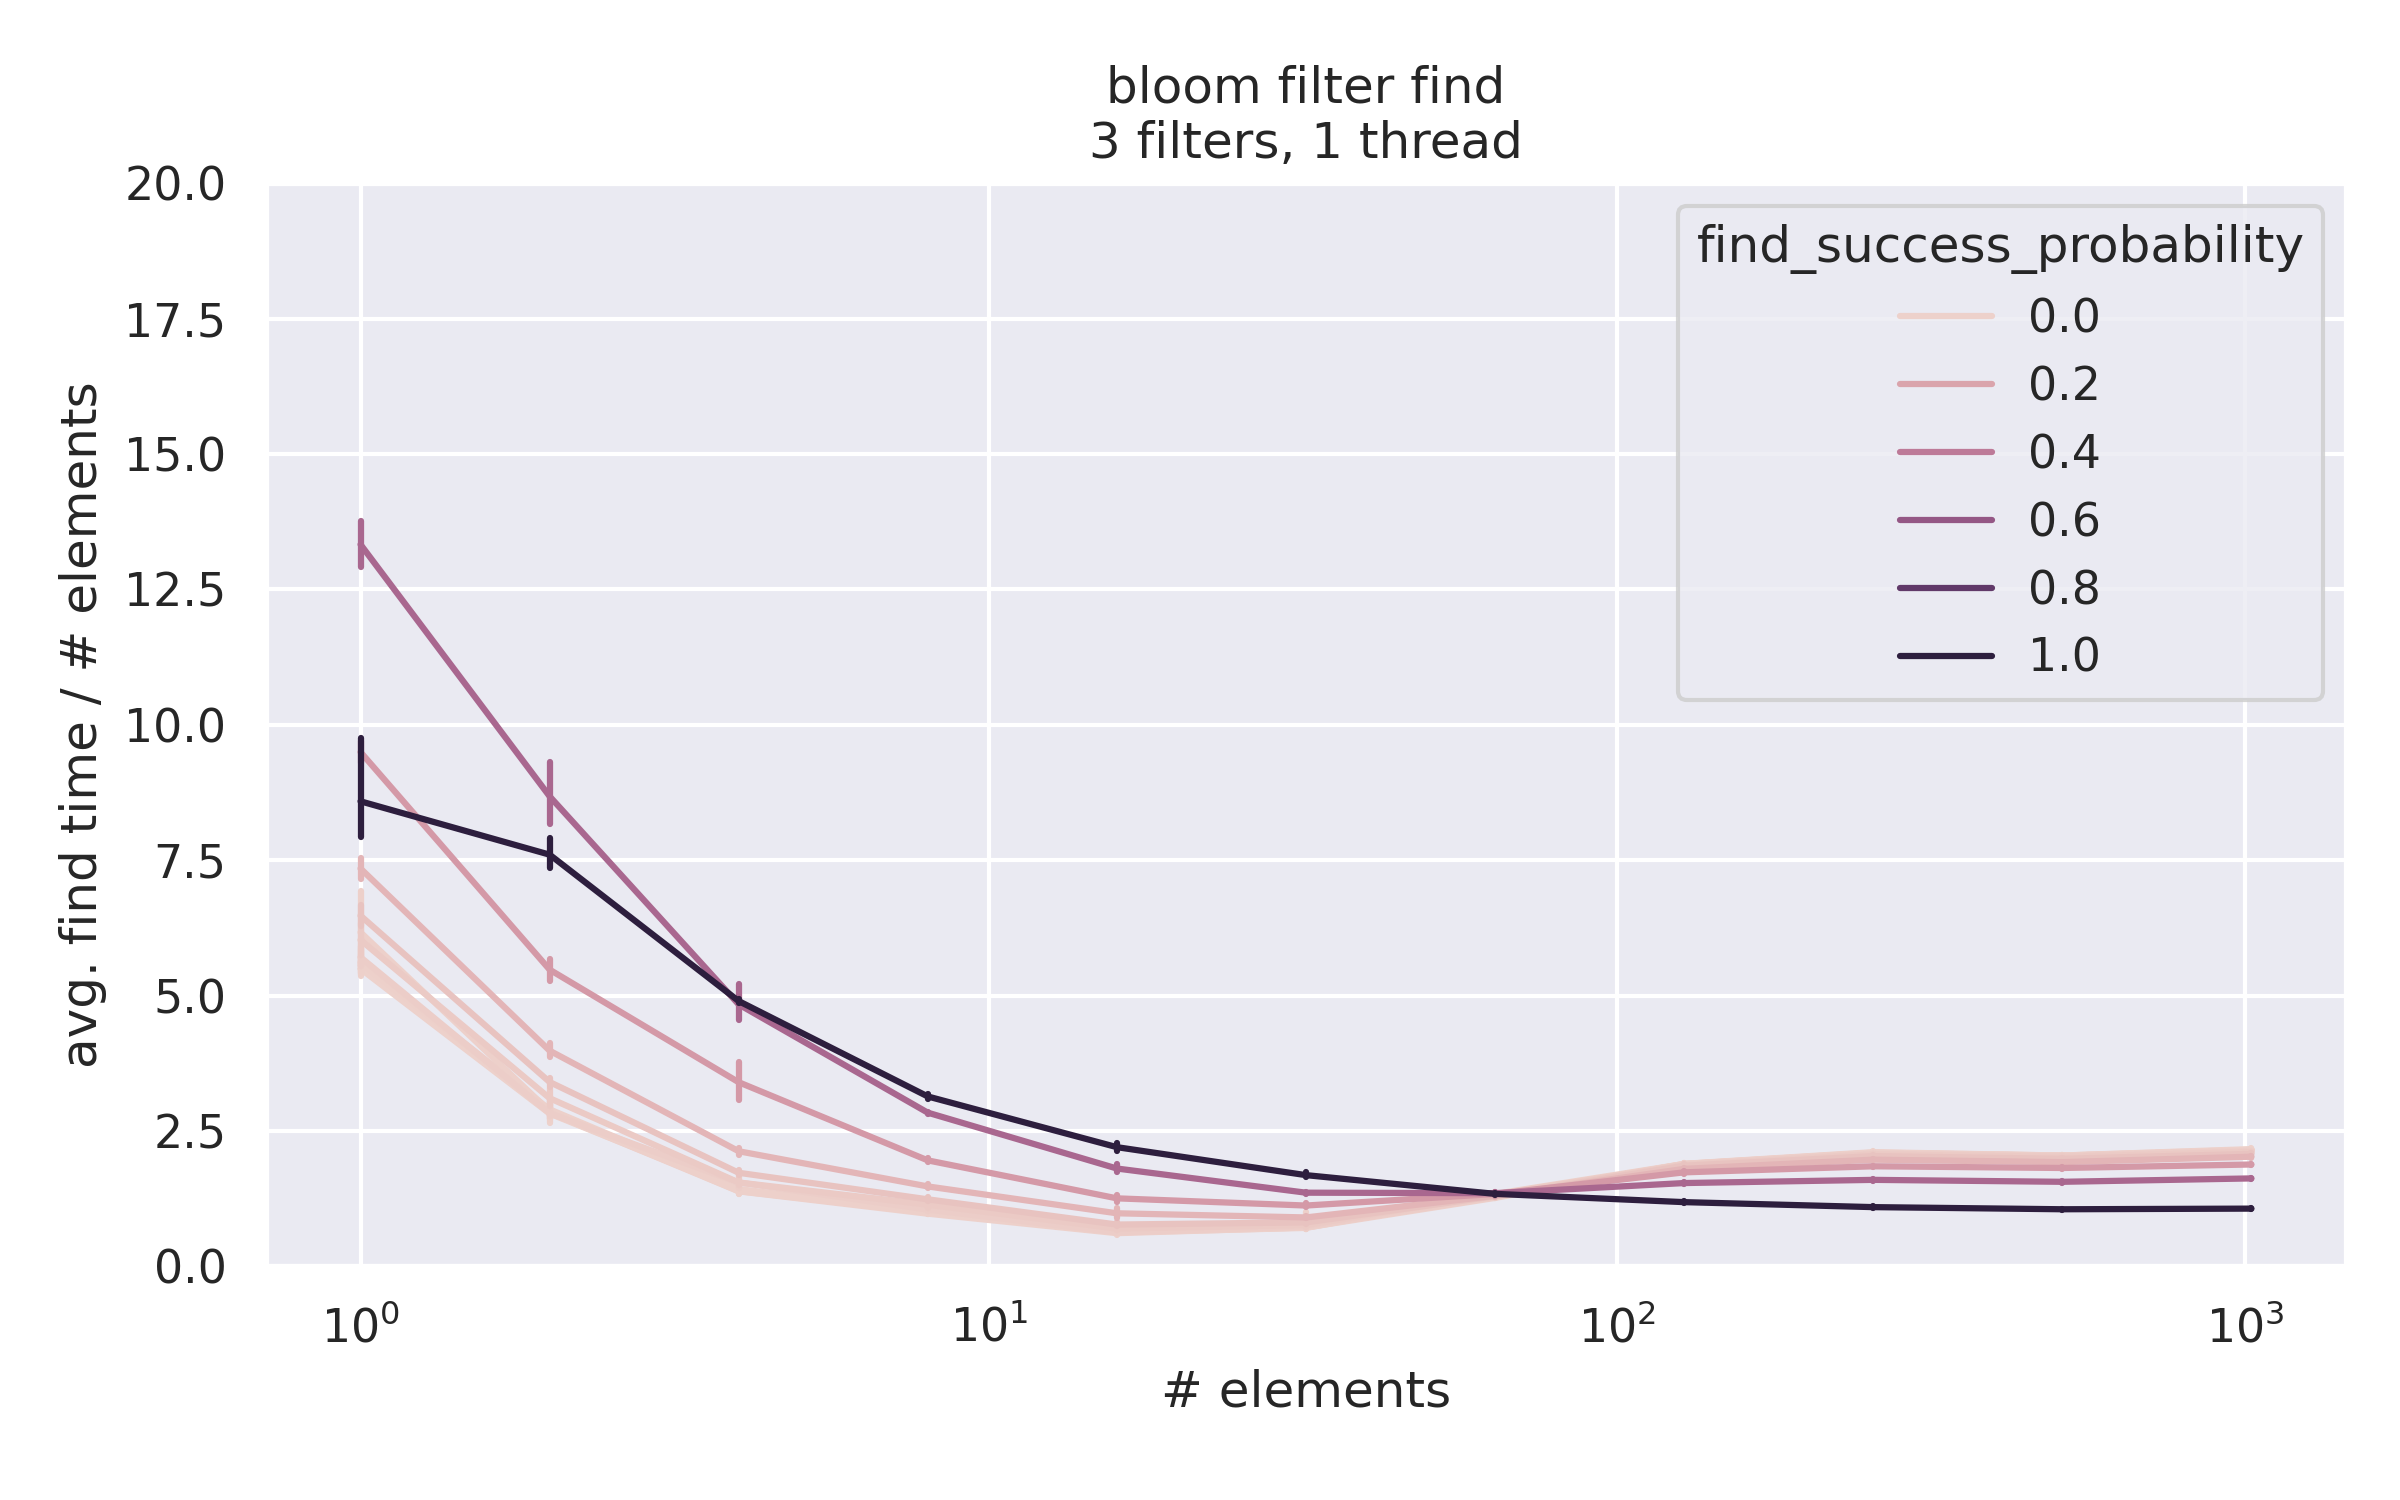 bloom filter find
3 filters, 1 thread
20.0
17.5
15.0
12.5
10.0
7.5
5.0
2.5
0.0
avg. find time / # elements
find_success_probability
0.0
0.2
0.4
0.6
0.8
1.0
10⁰ 10¹ 10² 10³
# elements